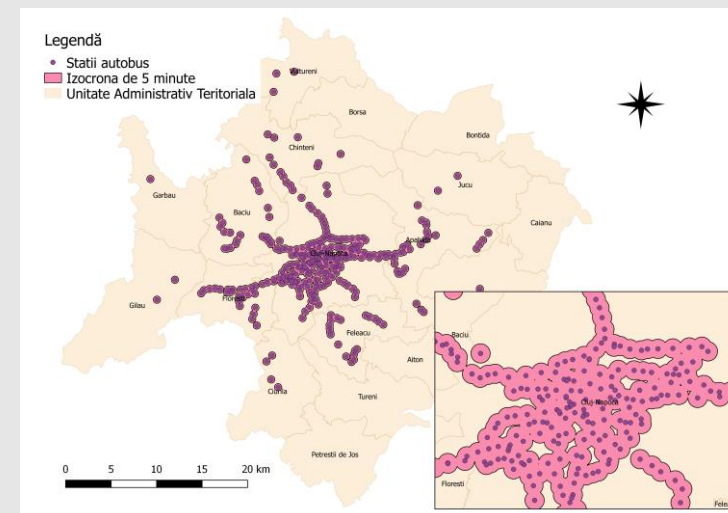 Legendă
Statii autobus
Izocrona de 5 minute
Unitate Administrativ Teritoriala
Borsa
Bontida
Chinteni
Jucu
Garbau
Baciu
Caianu
Cluj-Napoca
Gilau
Floresti
Feleacu
Aiton
Ciurila
Tureni
Petrestii de Jos
0 5 10 15 20 km
Baciu
Cluj-Napoca
Floresti